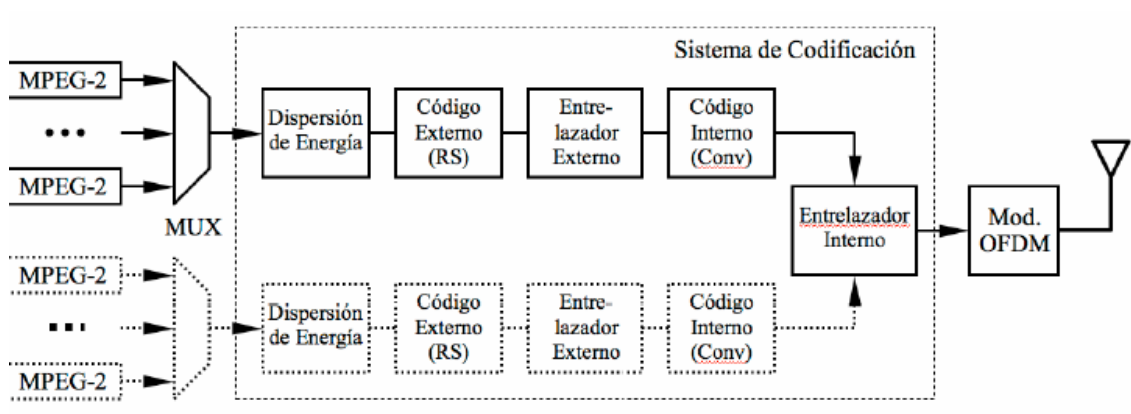 Sistema de Codificación
MPEG-2
MPEG-2
MUX
Dispersión
de Energía
Código
Externo
(RS)
Entre-
lazador
Externo
Código
Interno
(Conv)
Entrelazador
Interno
Mod.
OFDM
MPEG-2
MPEG-2
Dispersión
de Energía
Código
Externo
(RS)
Entre-
lazador
Externo
Código
Interno
(Conv)